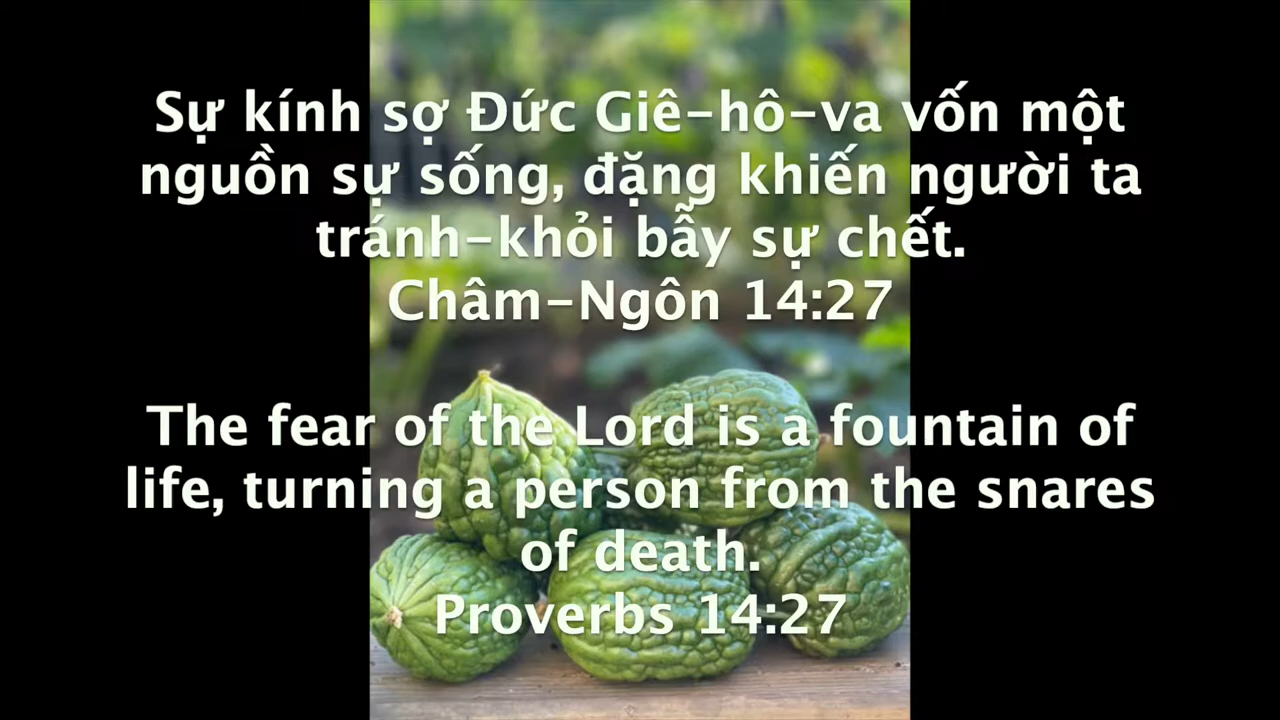 Sự kính sợ Đức Giê-hô-va vốn một
nguồn sự sống, đặng khiến người ta
tránh-khỏi bẫy sự chết.
Châm-Ngôn 14:27
The fear of the Lord is a fountain of
life, turning a person from the snares
of death.
Proverbs 14:27